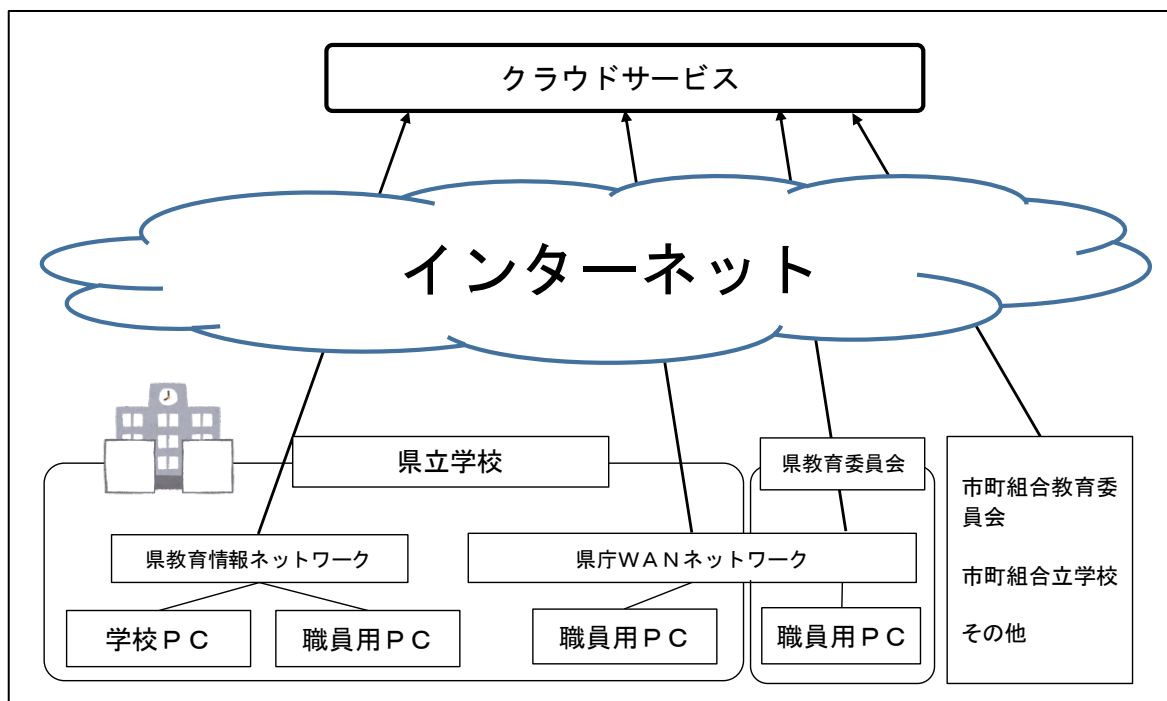 クラウドサービス
インターネット
県立学校
県教育委員会
市町組合教育委
員会
市町組合立学校
その他
県教育情報ネットワーク
県庁ＷＡＮネットワーク
学校ＰＣ
職員用ＰＣ
職員用ＰＣ
職員用ＰＣ